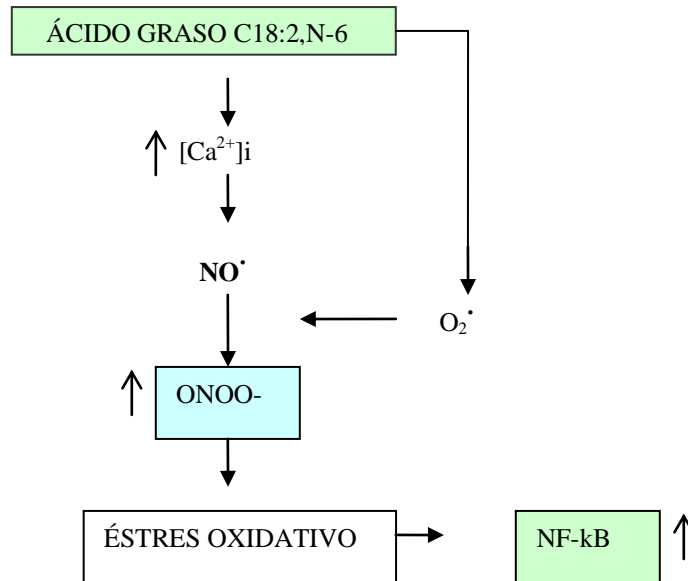 ÁCIDO GRASO C18:2,N-6
[Ca²⁺]i
NO˙
O₂˙
ONOO-
ÉSTRES OXIDATIVO
NF-kB